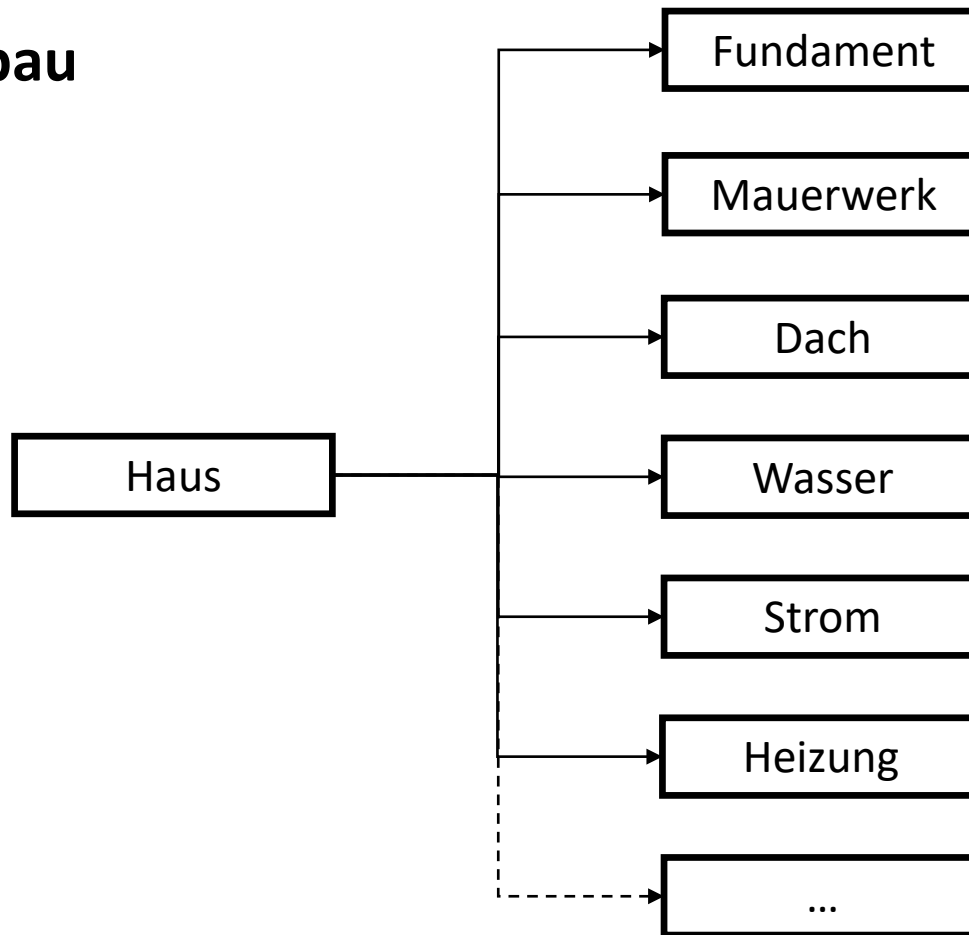 bau
Fundament
Mauerwerk
Dach
Haus
Wasser
Strom
Heizung
...